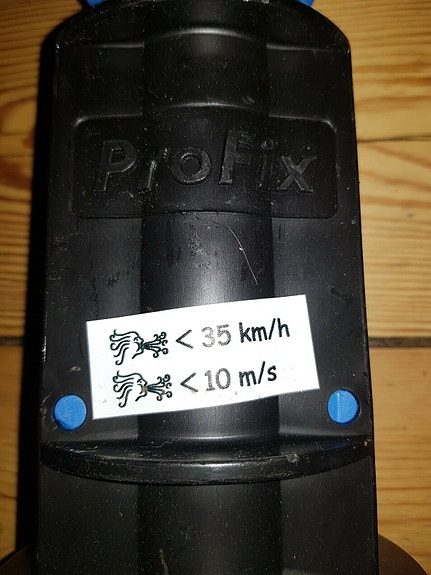 ProFix
< 35 km/h
< 10 m/s